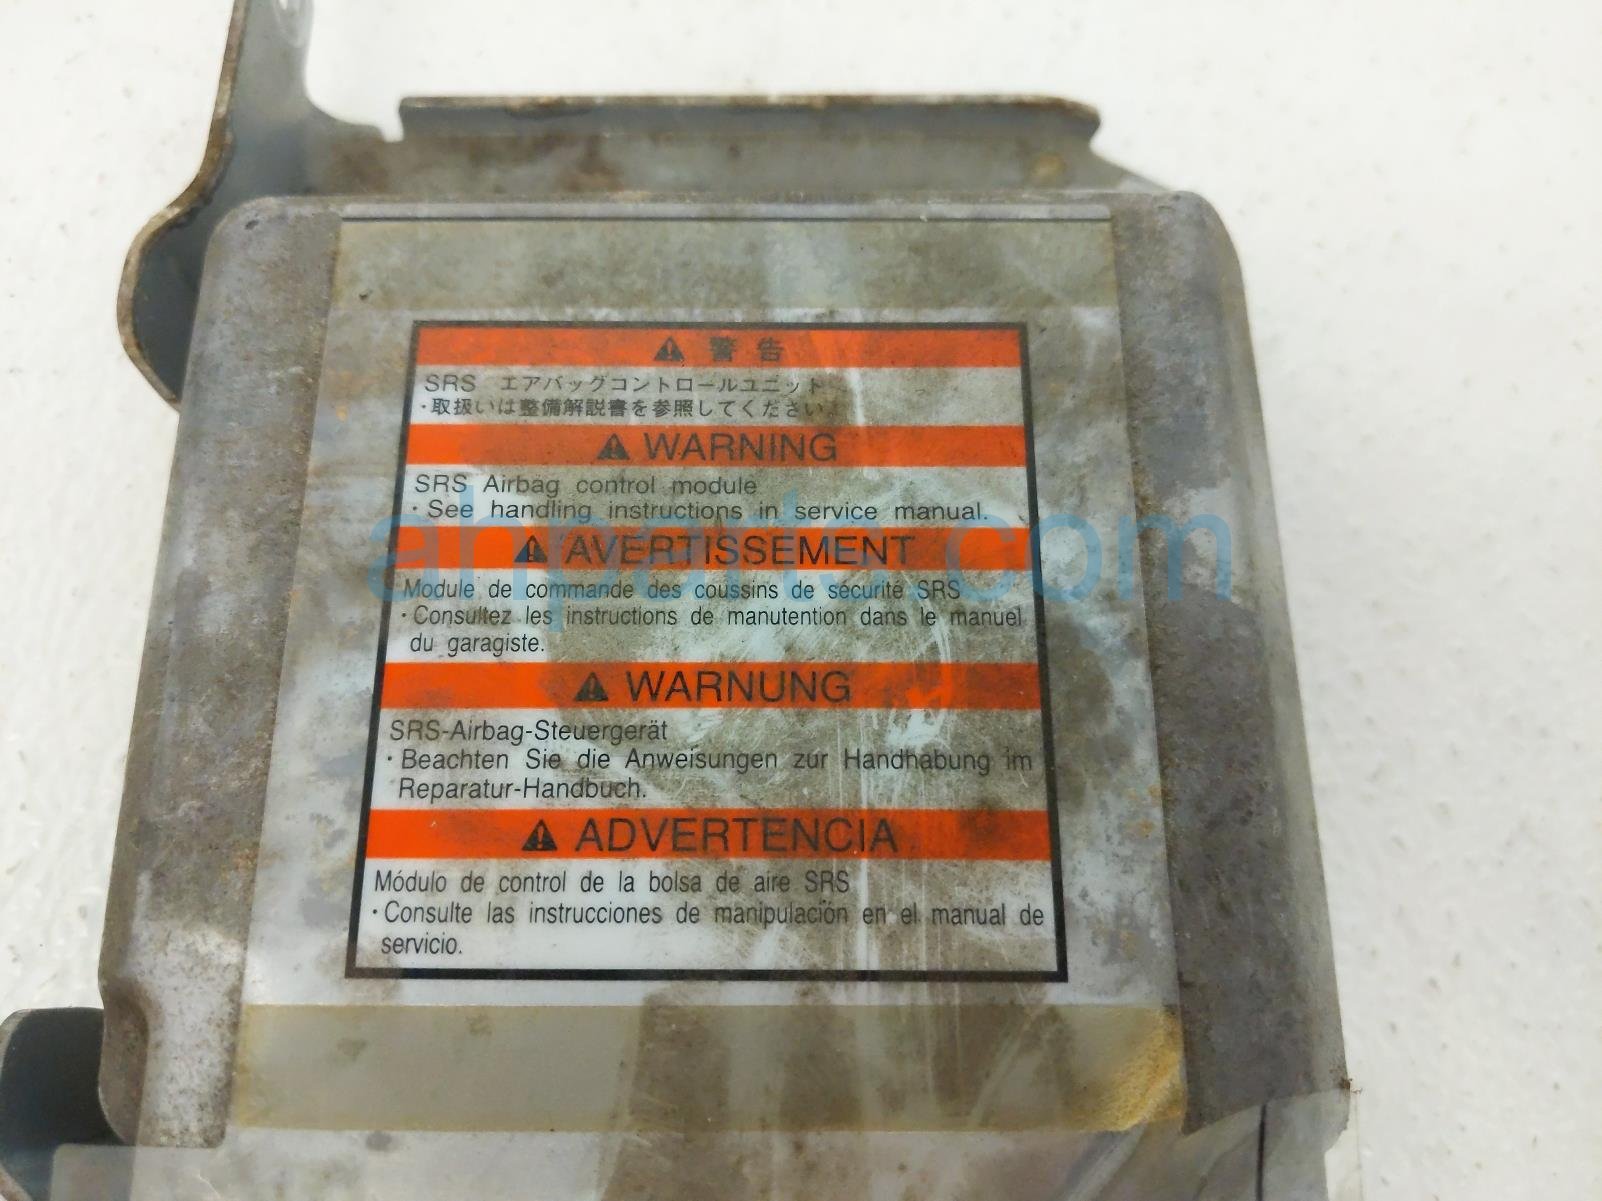 警告
SRS エアバッグコントロールユニット
・取扱いは整備解説書を参照してください。
WARNING
SRS Airbag control module
・See handling instructions in service manual.
AVERTISSEMENT
Module de commande des coussins de sécurité SRS
・Consultez les instructions de manutention dans le manuel
du garagiste.
WARNUNG
SRS-Airbag-Steuergerät
・Beachten Sie die Anweisungen zur Handhabung im
Reparatur-Handbuch.
ADVERTENCIA
Módulo de control de la bolsa de aire SRS
・Consulte las instrucciones de manipulación en el manual de
servicio.
ahparts.com